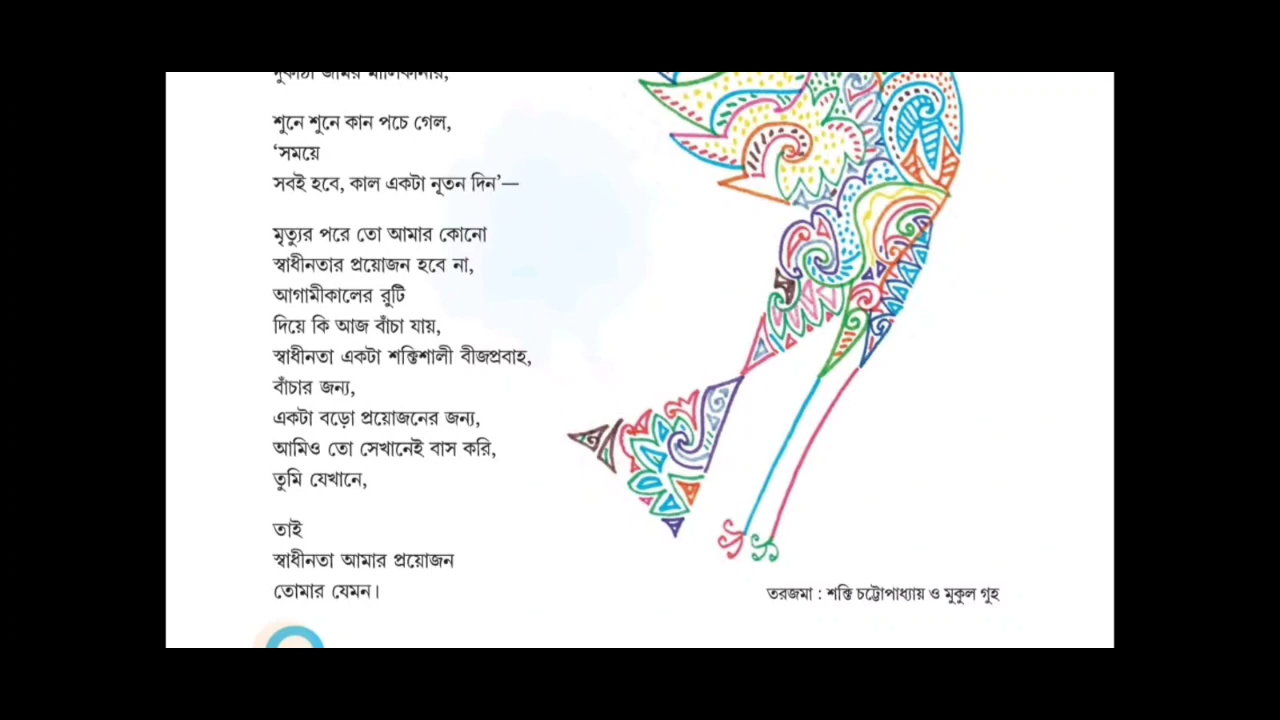 দুকাঠা জমির মালিকানার,
শুনে শুনে কান পচে গেল,
‘সময়ে
সবই হবে, কাল একটা নূতন দিন’—
মৃত্যুর পরে তো আমার কোনো
স্বাধীনতার প্রয়োজন হবে না,
আগামীকালের রুটি
দিয়ে কি আজ বাঁচা যায়,
স্বাধীনতা একটা শক্তিশালী বীজপ্রবাহ,
বাঁচার জন্য,
একটা বড়ো প্রয়োজনের জন্য,
আমিও তো সেখানেই বাস করি,
তুমি যেখানে,
তাই
স্বাধীনতা আমার প্রয়োজন
তোমার যেমন।
তরজমা : শক্তি চট্টোপাধ্যায় ও মুকুল গুহ